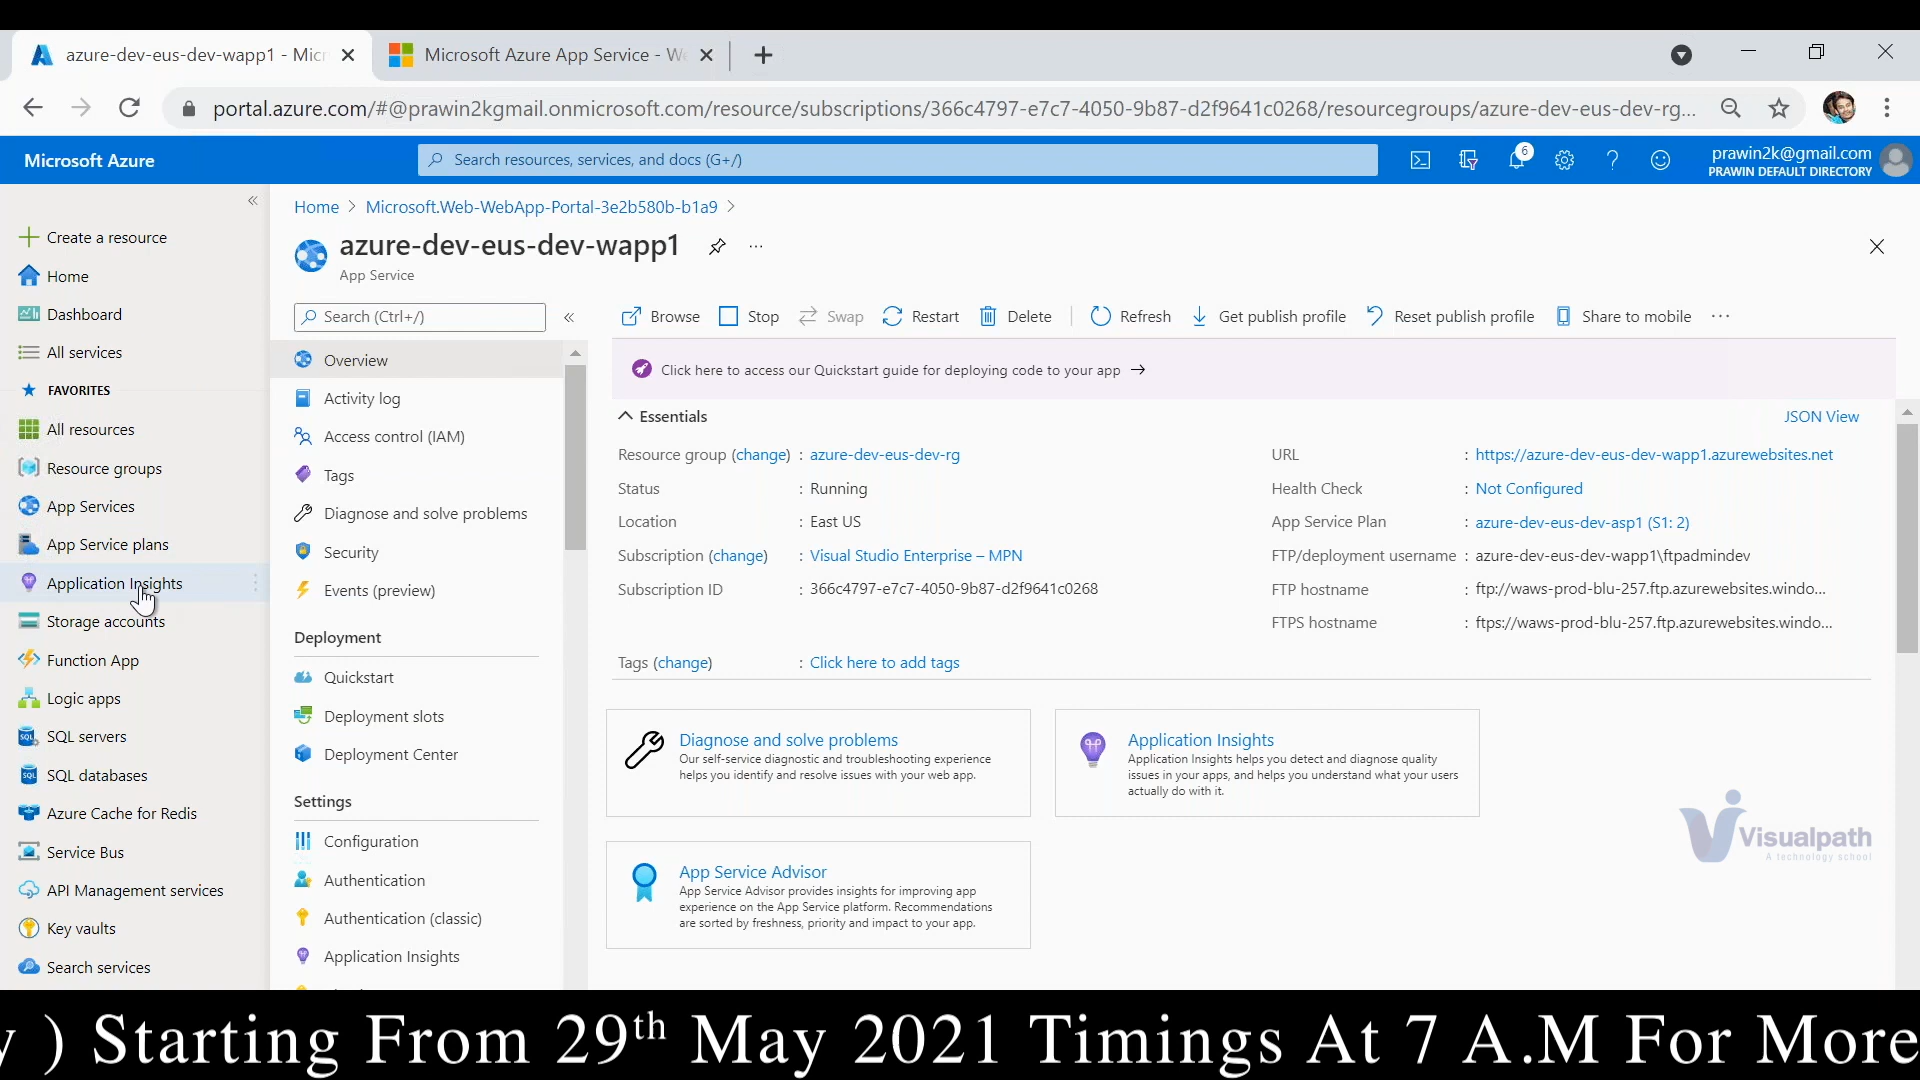 azure-dev-eus-dev-wapp1 - Micr
Microsoft Azure App Service - We
portal.azure.com/#@prawin2kgmail.onmicrosoft.com/resource/subscriptions/366c4797-e7c7-4050-9b87-d2f9641c0268/resourcegroups/azure-dev-eus-dev-rg...
Microsoft Azure
Search resources, services, and docs (G+/)
6
prawin2k@gmail.com
PRAWIN DEFAULT DIRECTORY
Create a resource
Home
Dashboard
All services
FAVORITES
All resources
Resource groups
App Services
App Service plans
Application Insights
Storage accounts
Function App
Logic apps
SQL servers
SQL databases
Azure Cache for Redis
Service Bus
API Management services
Key vaults
Search services
Home > Microsoft.Web-WebApp-Portal-3e2b580b-b1a9 >
azure-dev-eus-dev-wapp1 ...
App Service
Search (Ctrl+/)
Overview
Activity log
Access control (IAM)
Tags
Diagnose and solve problems
Security
Events (preview)
Deployment
Quickstart
Deployment slots
Deployment Center
Settings
Configuration
Authentication
Authentication (classic)
Application Insights
Browse Stop Swap Restart Delete Refresh Get publish profile Reset publish profile Share to mobile ...
Click here to access our Quickstart guide for deploying code to your app →
Essentials
JSON View
Resource group (change) : azure-dev-eus-dev-rg
Status : Running
Location : East US
Subscription (change) : Visual Studio Enterprise – MPN
Subscription ID : 366c4797-e7c7-4050-9b87-d2f9641c0268
Tags (change) : Click here to add tags
URL : https://azure-dev-eus-dev-wapp1.azurewebsites.net
Health Check : Not Configured
App Service Plan : azure-dev-eus-dev-asp1 (S1: 2)
FTP/deployment username : azure-dev-eus-dev-wapp1\ftpadmindev
FTP hostname : ftp://waws-prod-blu-257.ftp.azurewebsites.windo...
FTPS hostname : ftps://waws-prod-blu-257.ftp.azurewebsites.windo...
Diagnose and solve problems
Our self-service diagnostic and troubleshooting experience
helps you identify and resolve issues with your web app.
Application Insights
Application Insights helps you detect and diagnose quality
issues in your apps, and helps you understand what your users
actually do with it.
App Service Advisor
App Service Advisor provides insights for improving app
experience on the App Service platform. Recommendations
are sorted by freshness, priority and impact to your app.
Visualpath
A technology school
y ) Starting From 29th May 2021 Timings At 7 A.M For More